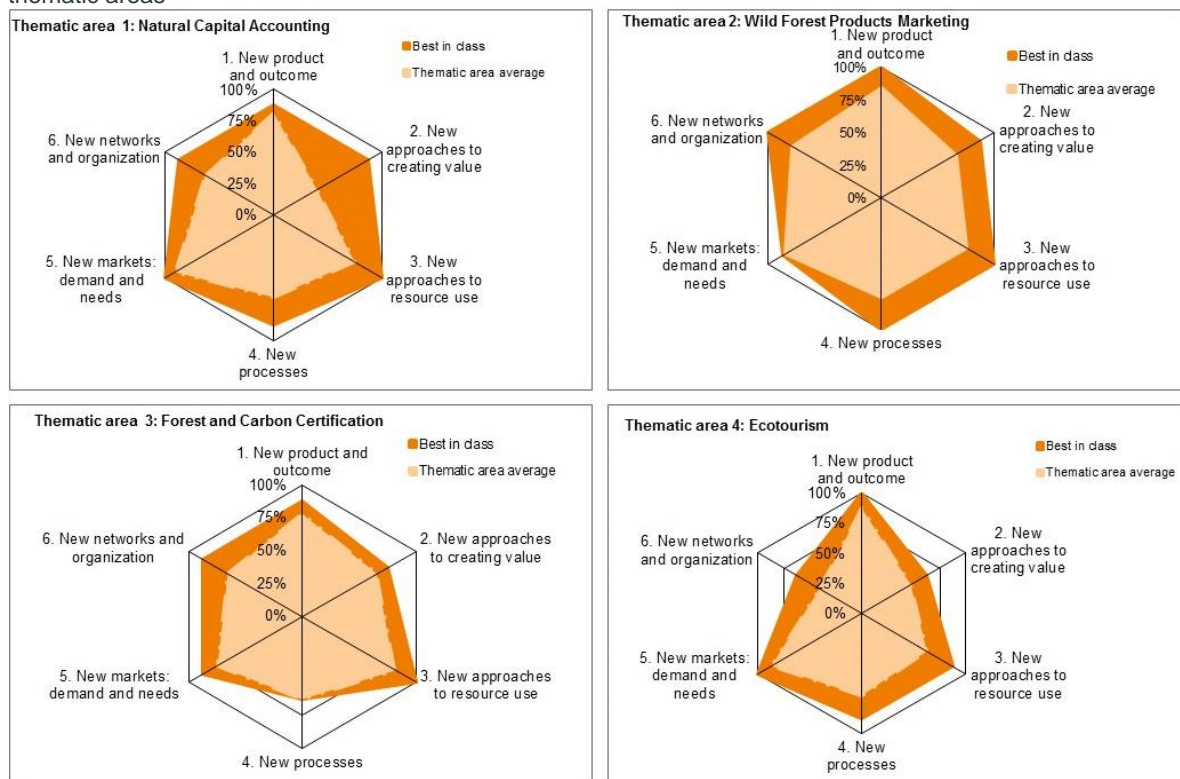 thematic areas
Thematic area 1: Natural Capital Accounting
Best in class
Thematic area average
1. New product
and outcome
100%
75%
50%
25%
0%
2. New
approaches to
creating value
3. New
approaches to
resource use
4. New
processes
5. New markets:
demand and
needs
6. New networks
and organization
Thematic area 2: Wild Forest Products Marketing
Best in class
Thematic area average
1. New product
and outcome
100%
75%
50%
25%
0%
2. New
approaches to
creating value
3. New
approaches to
resource use
4. New processes
5. New markets:
demand and
needs
6. New networks
and organization
Thematic area 3: Forest and Carbon Certification
Best in class
Thematic area average
1. New product and
outcome
100%
75%
50%
25%
0%
2. New approaches
to creating value
3. New approaches
to resource use
4. New processes
5. New markets:
demand and needs
6. New networks and
organization
Thematic area 4: Ecotourism
Best in class
Thematic area average
1. New product
and outcome
100%
75%
50%
25%
0%
2. New
approaches to
creating value
3. New
approaches to
resource use
4. New
processes
5. New markets:
demand and
needs
6. New networks
and organization